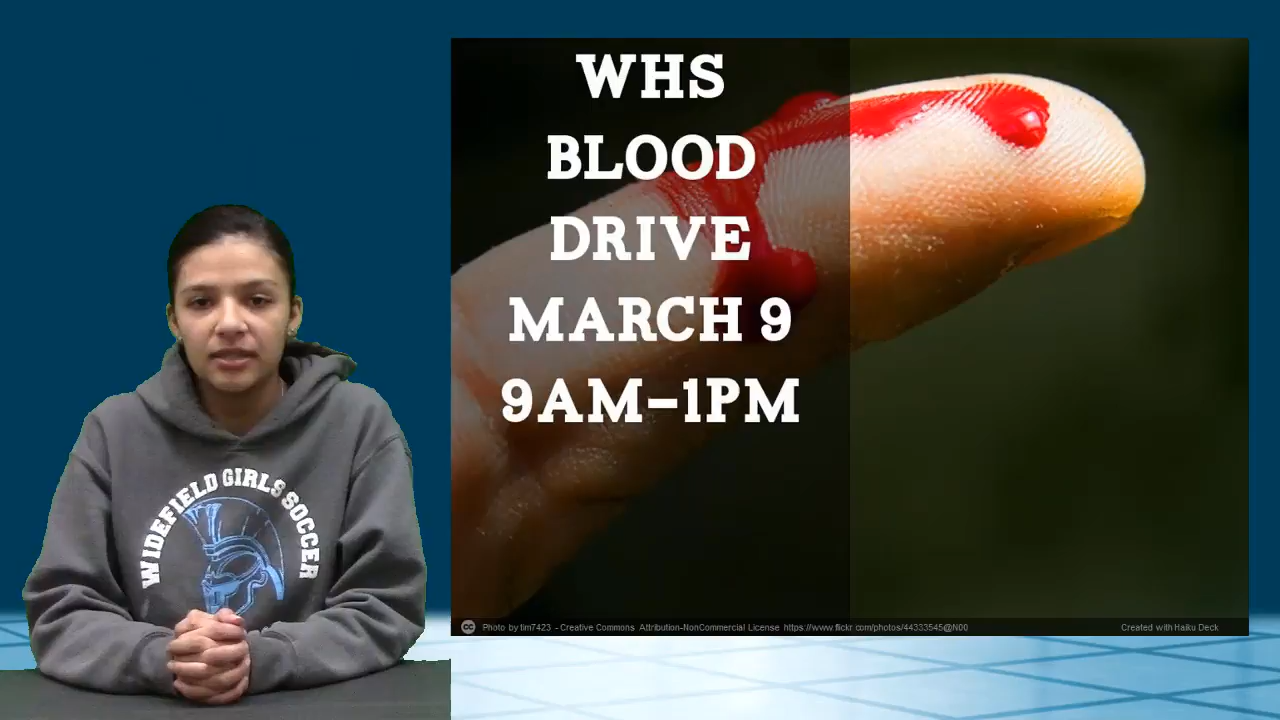 WHS
BLOOD
DRIVE
MARCH 9
9AM-1PM
WIDEFIELD GIRLS SOCCER
cc Photo by tim7423 - Creative Commons Attribution-NonCommercial License https://www.flickr.com/photos/44333545@N00
Created with Haiku Deck